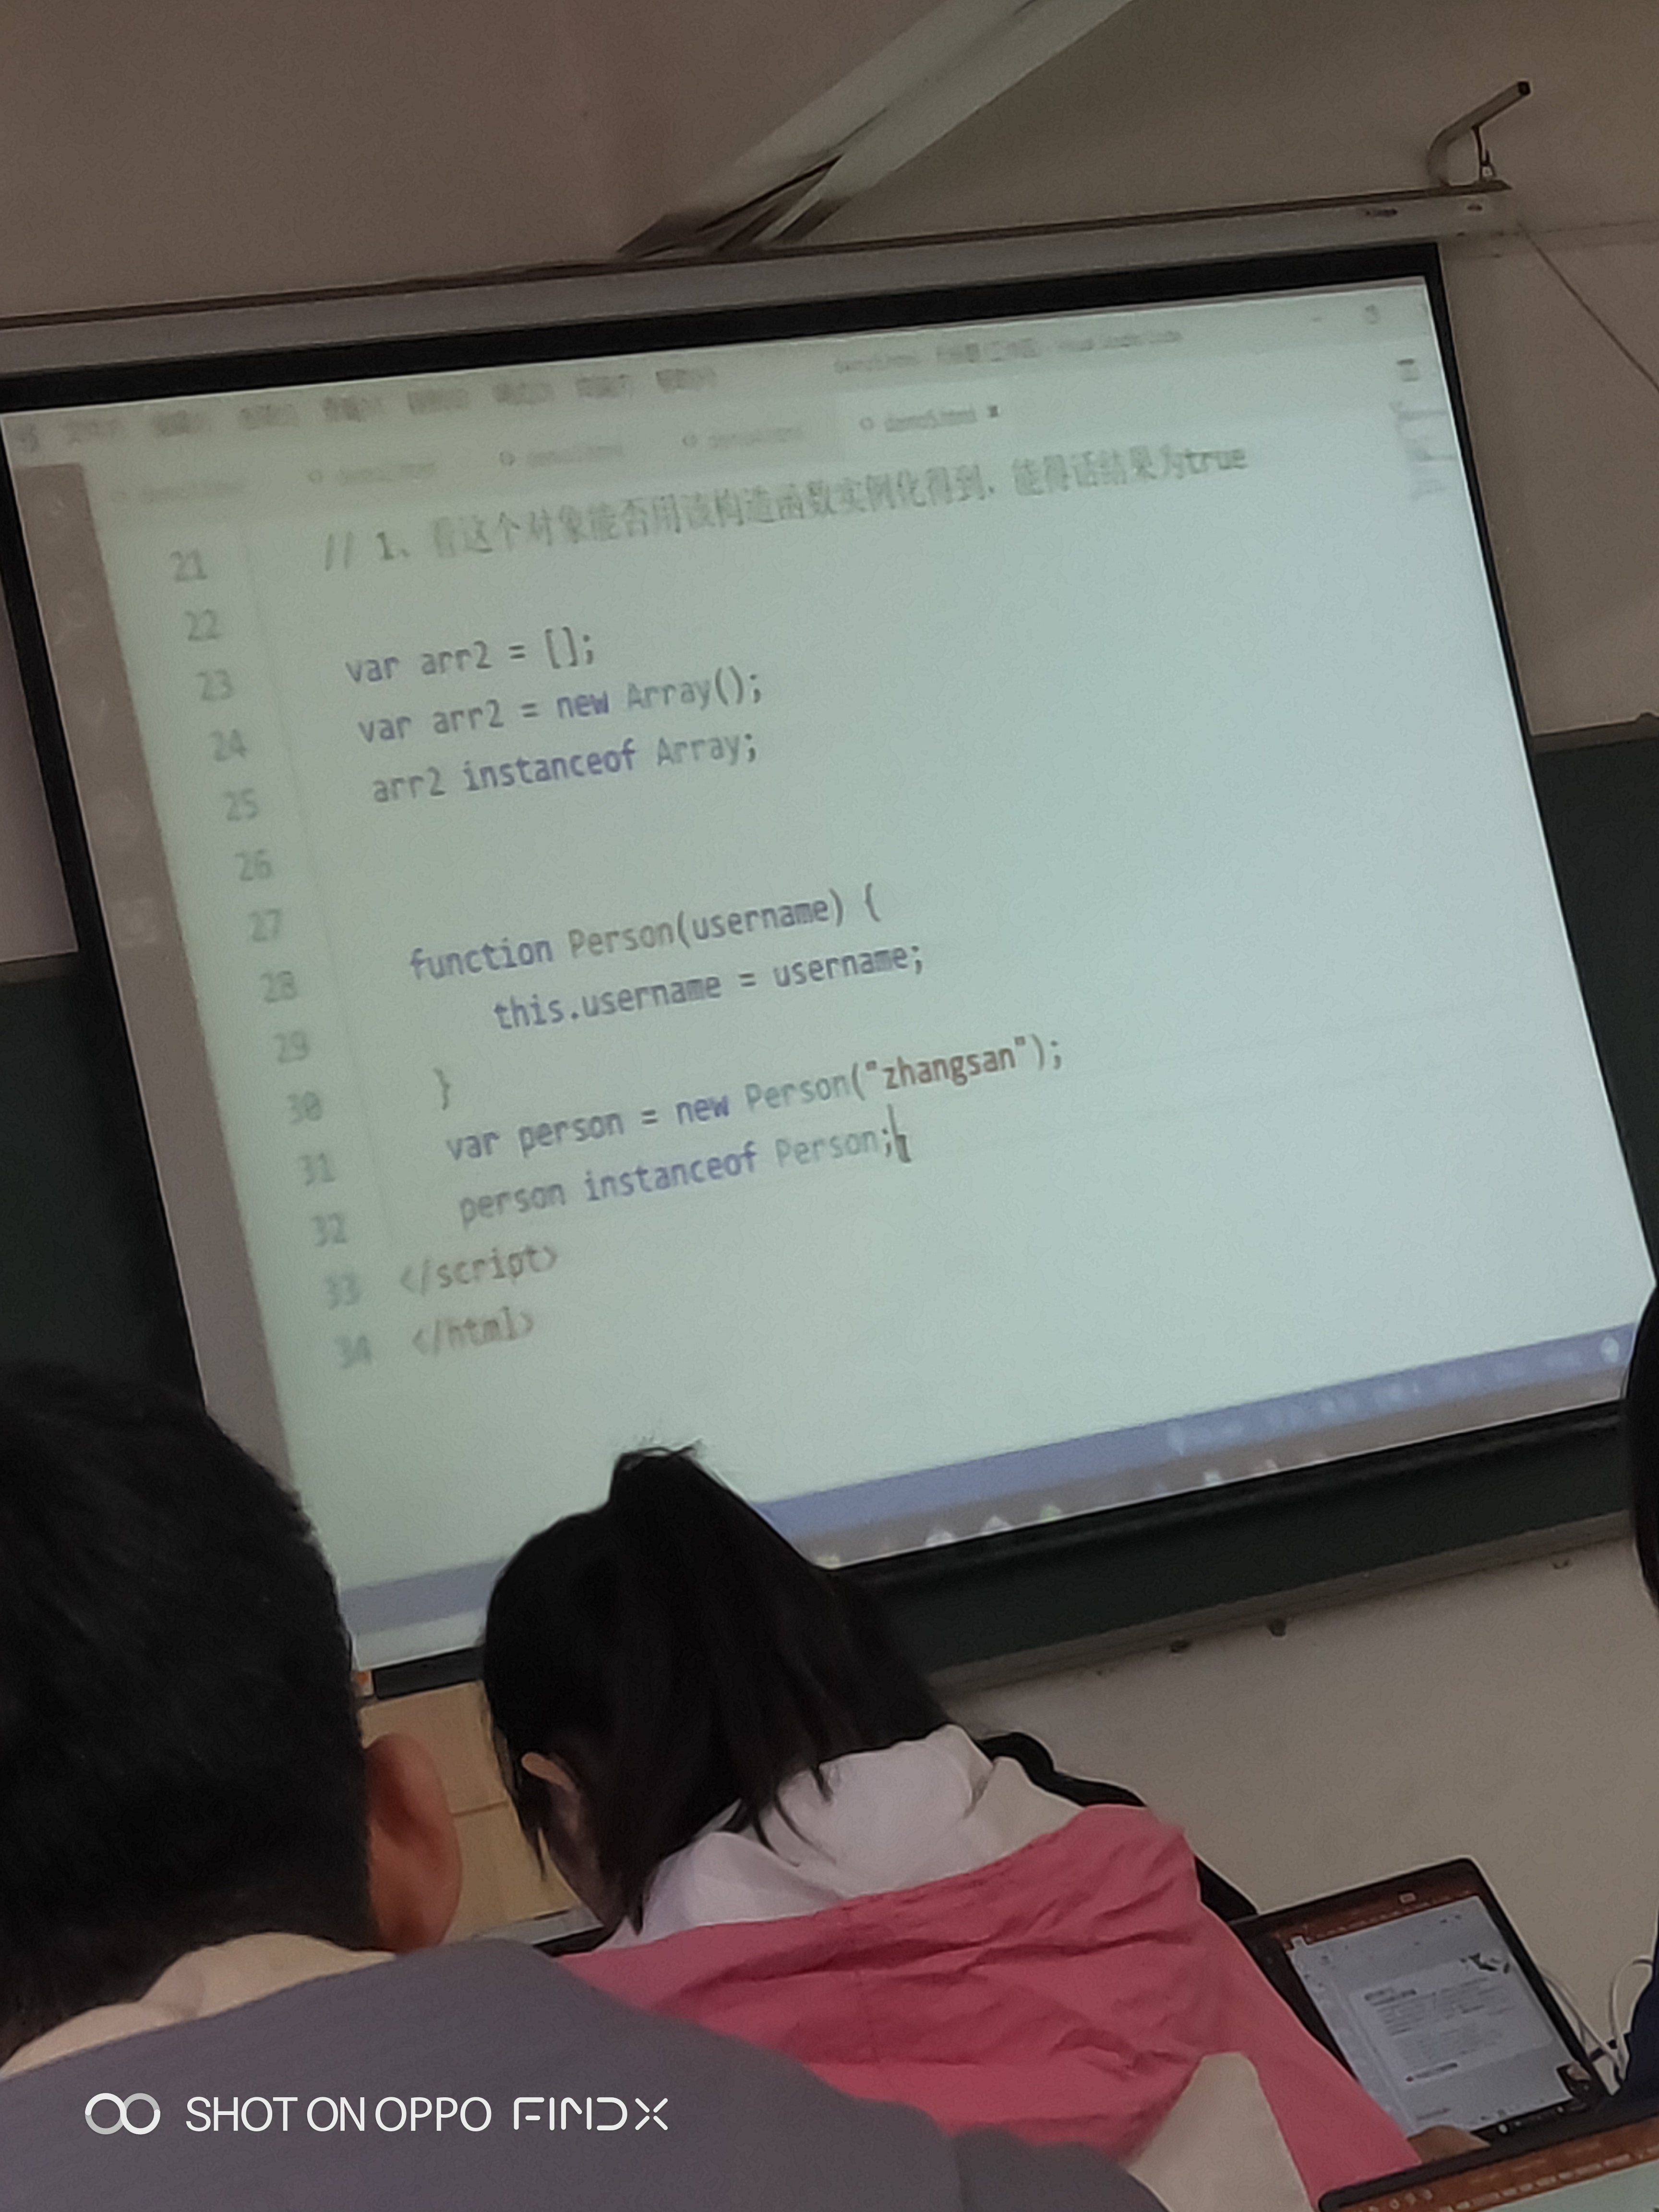 demo5.html
21 // 1、看这个对象能否用该构造函数实例化得到、能得话结果为true
22
23 var arr2 = [];
24 var arr2 = new Array();
25 arr2 instanceof Array;
26
27
28 function Person(username) {
29 this.username = username;
30 }
31 var person = new Person("zhangsan");
32 person instanceof Person;
33 </script>
34 </html>
SHOT ON OPPO FIND X